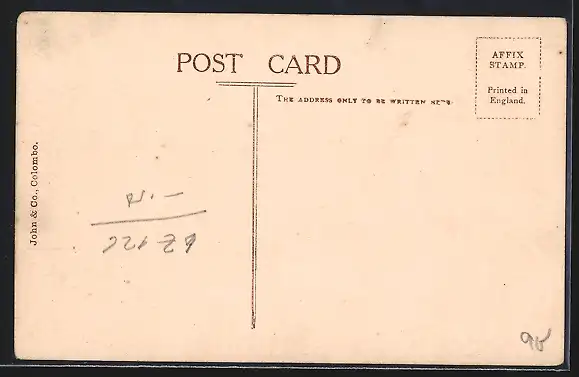 POST CARD
THE ADDRESS ONLY TO BE WRITTEN HERE
AFFIX
STAMP.
Printed in
England.
John & Co., Colombo.